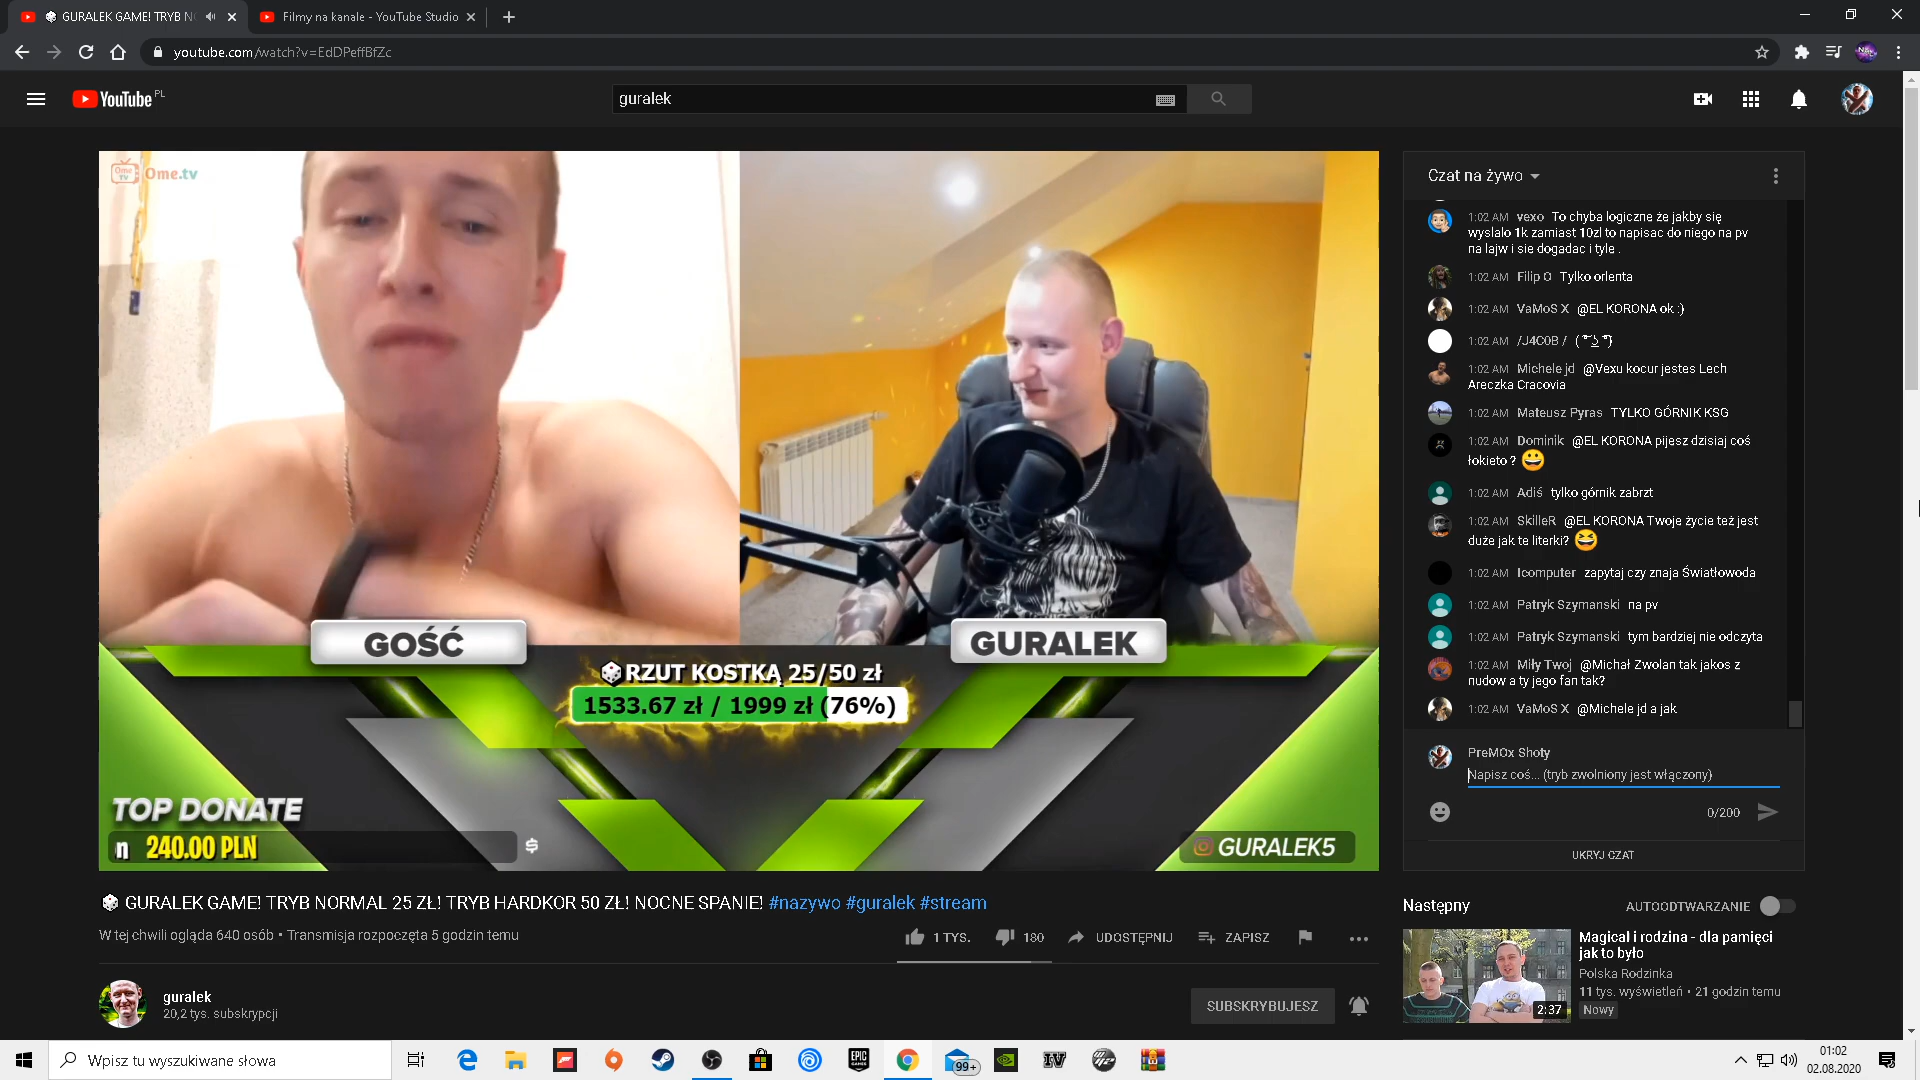 GURALEK GAME! TRYB N
Filmy na kanale - YouTube Studio
youtube.com/watch?v=EdDPeffBfZc
YouTube PL
guralek
Ome.tv
GOŚĆ
GURALEK
RZUT KOSTKĄ 25/50 zł
1533.67 zł / 1999 zł (76%)
TOP DONATE
n 240.00 PLN
$
GURALEK5
GURALEK GAME! TRYB NORMAL 25 ZŁ! TRYB HARDKOR 50 ZŁ! NOCNE SPANIE! #nazywo #guralek #stream
W tej chwili ogląda 640 osób • Transmisja rozpoczęta 5 godzin temu
1 TYS.
180
UDOSTĘPNIJ
ZAPISZ
guralek
20,2 tys. subskrypcji
SUBSKRYBUJESZ
Czat na żywo
1:02 AM vexo To chyba logiczne że jakby się
wyslalo 1k zamiast 10zl to napisac do niego na pv
na lajw i sie dogadac i tyle .
1:02 AM Filip O Tylko orlenta
1:02 AM VaMoS X @EL KORONA ok :)
1:02 AM /J4C0B /
1:02 AM Michele jd @Vexu kocur jestes Lech
Areczka Cracovia
1:02 AM Mateusz Pyras TYLKO GÓRNIK KSG
1:02 AM Dominik @EL KORONA pijesz dzisiaj coś
łokieto ? 😀
1:02 AM Adiś tylko górnik zabrzt
1:02 AM SkilleR @EL KORONA Twoje życie też jest
duże jak te literki? 😆
1:02 AM Icomputer zapytaj czy znaja Światłowoda
1:02 AM Patryk Szymanski na pv
1:02 AM Patryk Szymanski tym bardziej nie odczyta
1:02 AM Miły Twoj @Michał Zwolan tak jakos z
nudow a ty jego fan tak?
1:02 AM VaMoS X @Michele jd a jak
PreMOx Shoty
Napisz coś... (tryb zwolniony jest włączony)
0/200
UKRYJ CZAT
Następny
AUTOODTWARZANIE
Magical i rodzina - dla pamięci
jak to było
Polska Rodzinka
11 tys. wyświetleń • 21 godzin temu
Nowy
2:37
Wpisz tu wyszukiwane słowa
EPIC GAMES
99+
IV
01:02
02.08.2020